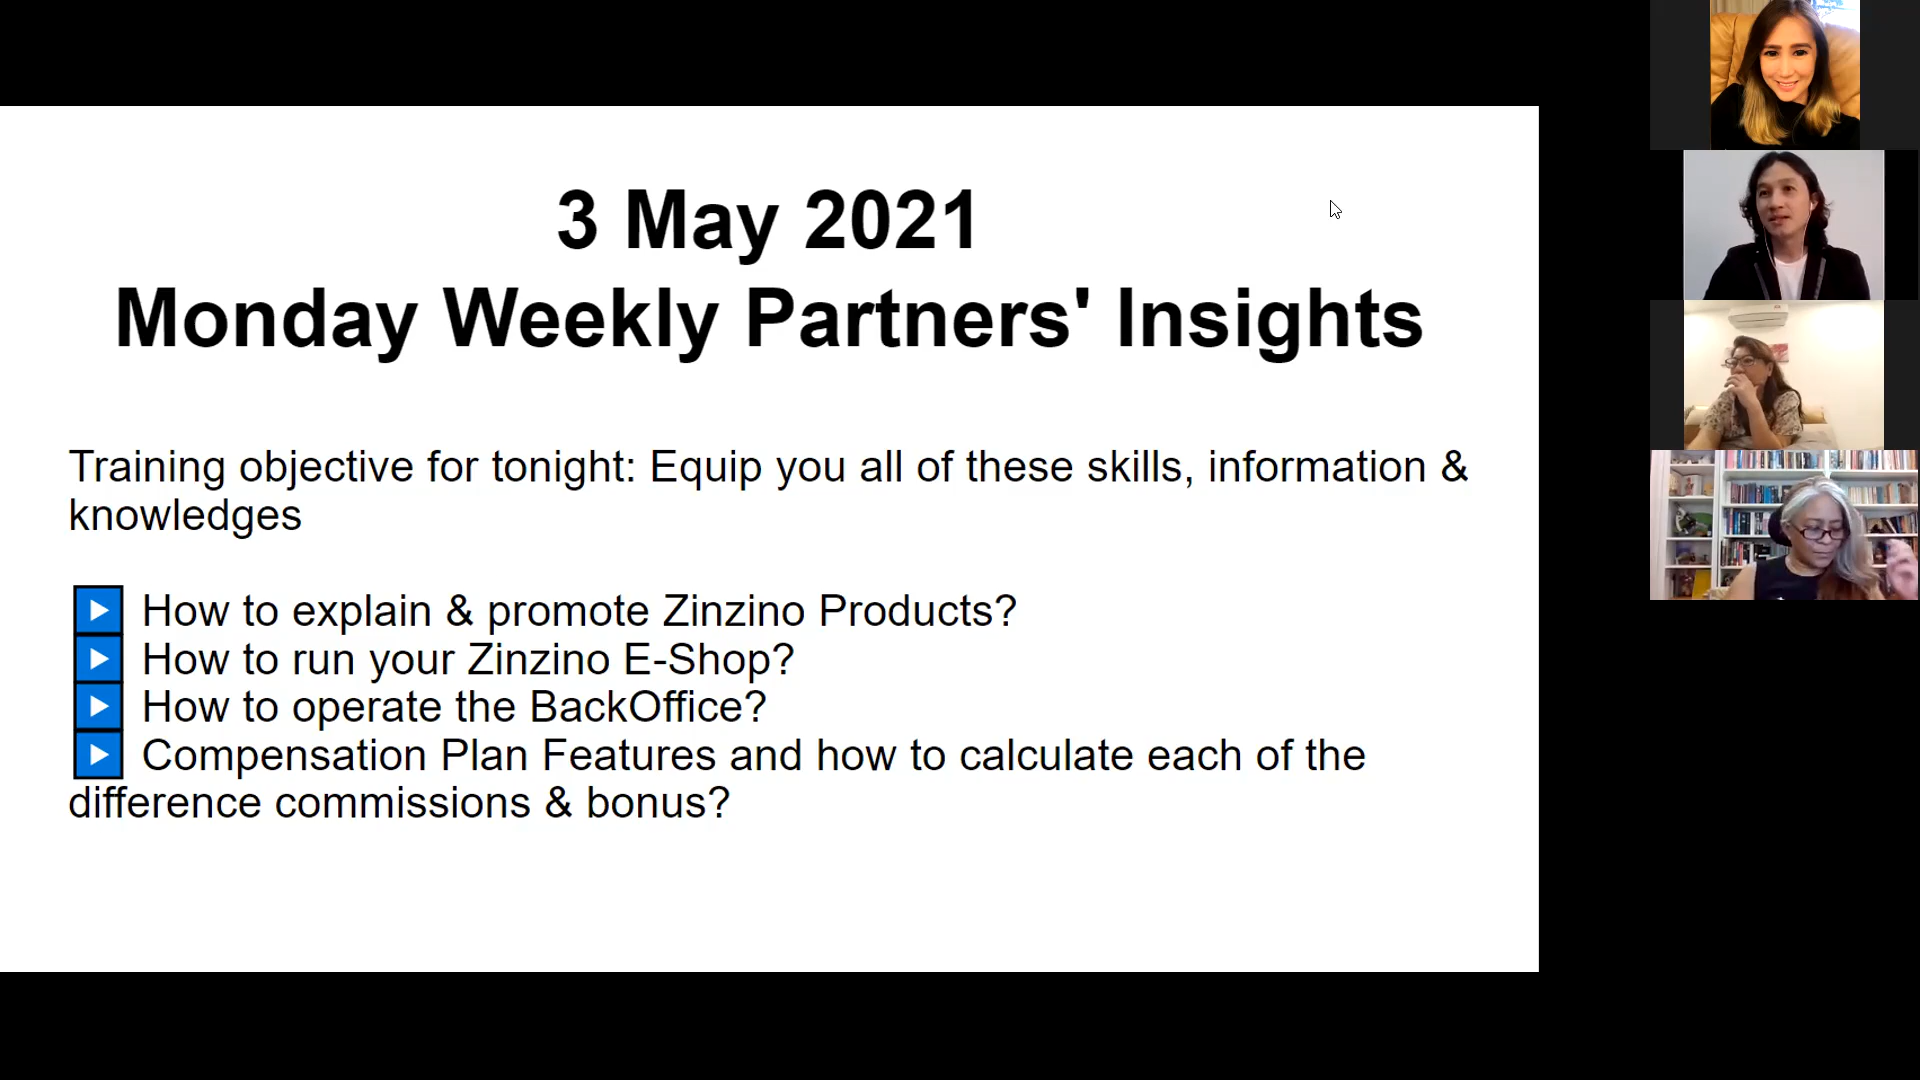 3 May 2021
Monday Weekly Partners' Insights
Training objective for tonight: Equip you all of these skills, information &
knowledges
How to explain & promote Zinzino Products?
How to run your Zinzino E-Shop?
How to operate the BackOffice?
Compensation Plan Features and how to calculate each of the
difference commissions & bonus?